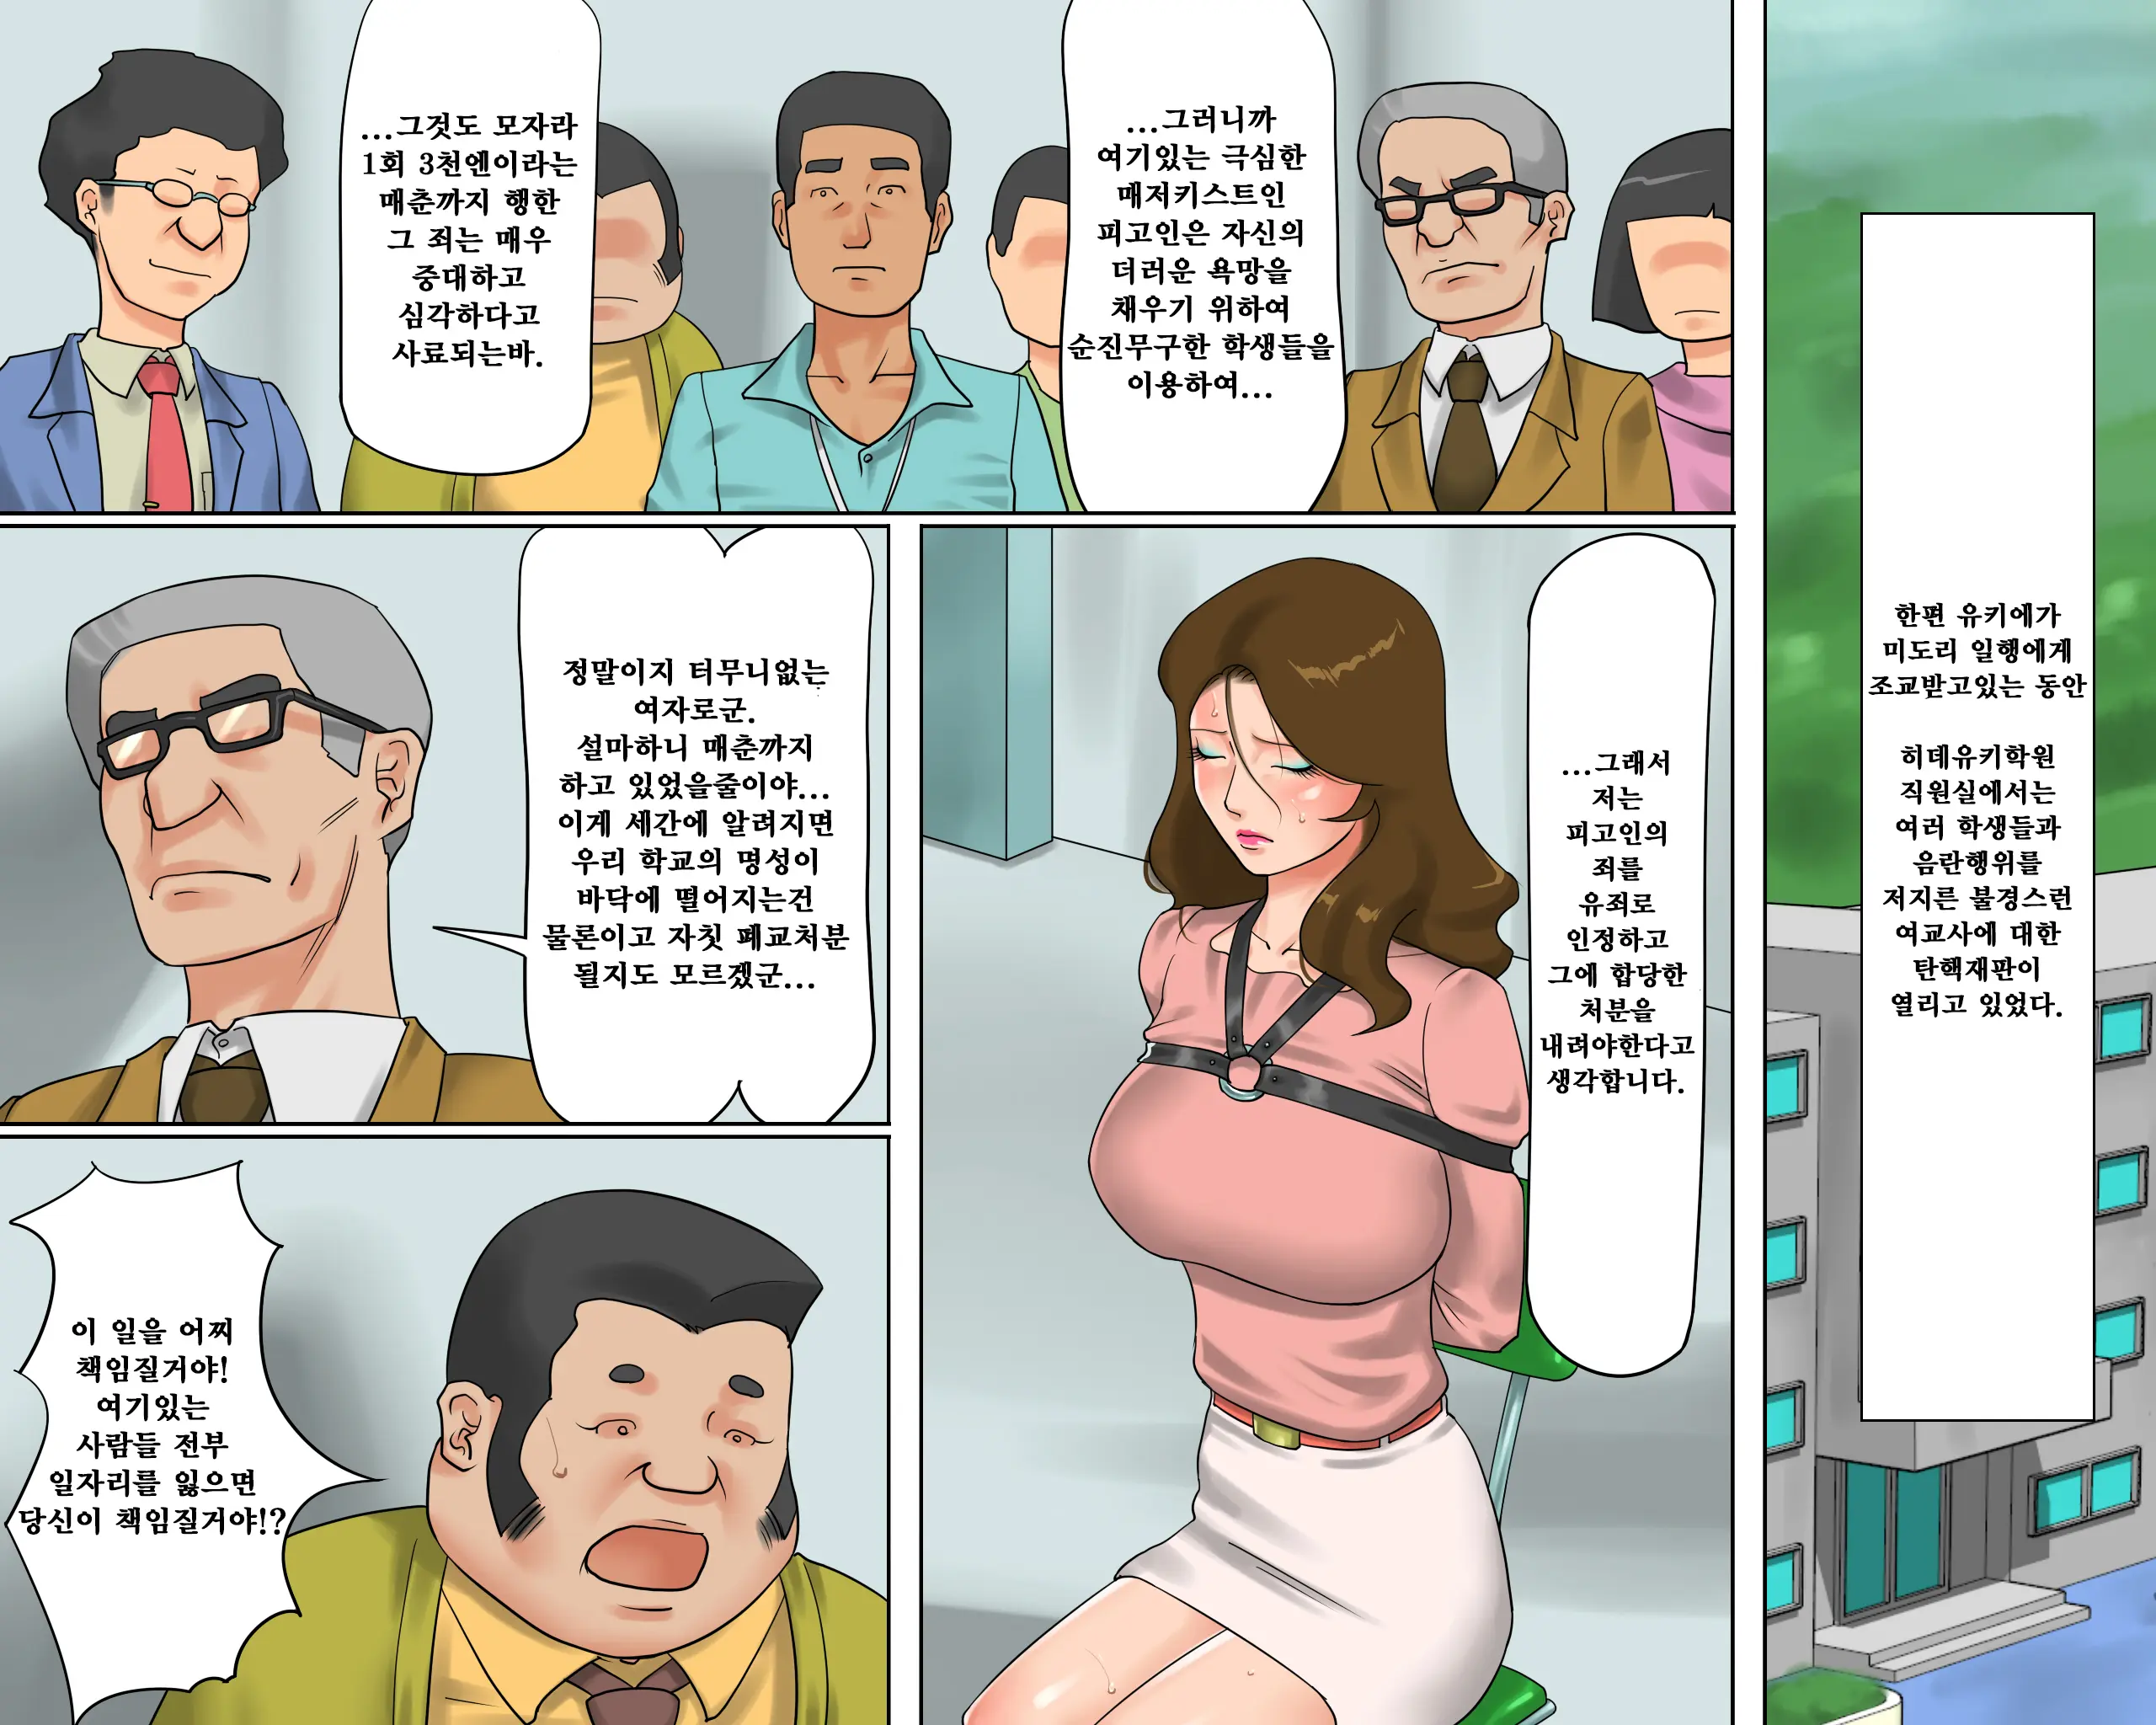 한편 유키에가
미도리 일행에게
조교받고있는 동안
히데유키학원
직원실에서는
여러 학생들과
음란행위를
저지른 불경스런
여교사에 대한
탄핵재판이
열리고 있었다.
...그러니까
여기있는 극심한
매저키스트인
피고인은 자신의
더러운 욕망을
채우기 위하여
순진무구한 학생들을
이용하여...
...그것도 모자라
1회 3천엔이라는
매춘까지 행한
그 죄는 매우
중대하고
심각하다고
사료되는바.
...그래서
저는
피고인의
죄를
유죄로
인정하고
그에 합당한
처분을
내려야한다고
생각합니다.
정말이지 터무니없는
여자로군.
설마하니 매춘까지
하고 있었을줄이야...
이게 세간에 알려지면
우리 학교의 명성이
바닥에 떨어지는건
물론이고 자칫 폐교처분
될지도 모르겠군...
이 일을 어찌
책임질거야!
여기있는
사람들 전부
일자리를 잃으면
당신이 책임질거야!?